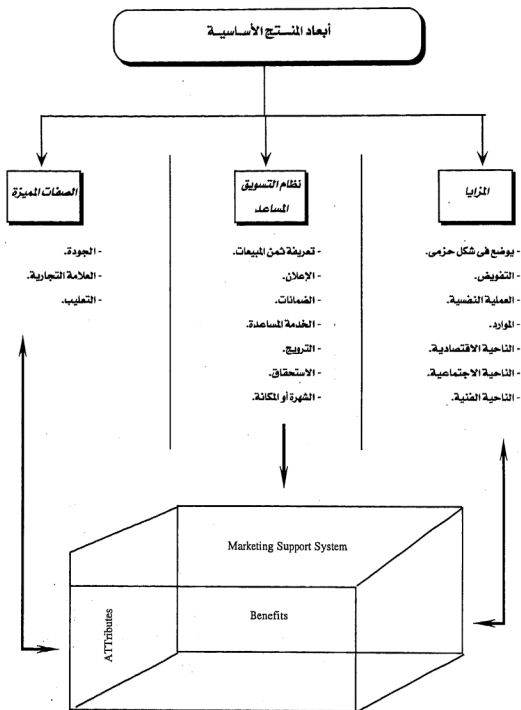 أبعاد المنتج الأساسية
المزايا
- يوضع فى شكل حزمى.
- التفويض.
- العملية النفسية.
- الموارد.
- الناحية الاقتصادية.
- الناحية الاجتماعية.
- الناحية الفنية.
نظام التسويق
المساعد
- تعريفة ثمن المبيعات.
- الإعلان.
- الضمانات.
- الخدمة المساعدة.
- الترويج.
- الاستحقاق.
- الشهرة أو المكانة.
الصفات المميزة
- الجودة.
- العلامة التجارية.
- التعليب.
Marketing Support System
Benefits
ATTributes